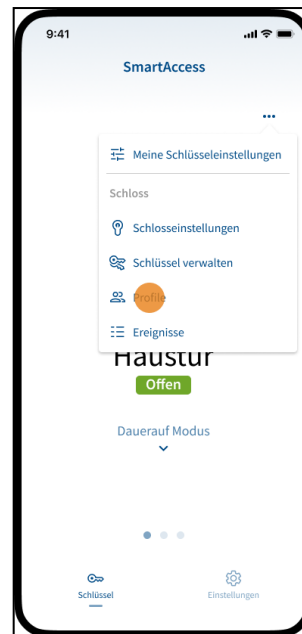 9:41
SmartAccess
Meine Schlüsseleinstellungen
Schloss
Schlosseinstellungen
Schlüssel verwalten
Profile
Ereignisse
Haustür
Offen
Dauerauf Modus
Schlüssel
Einstellungen